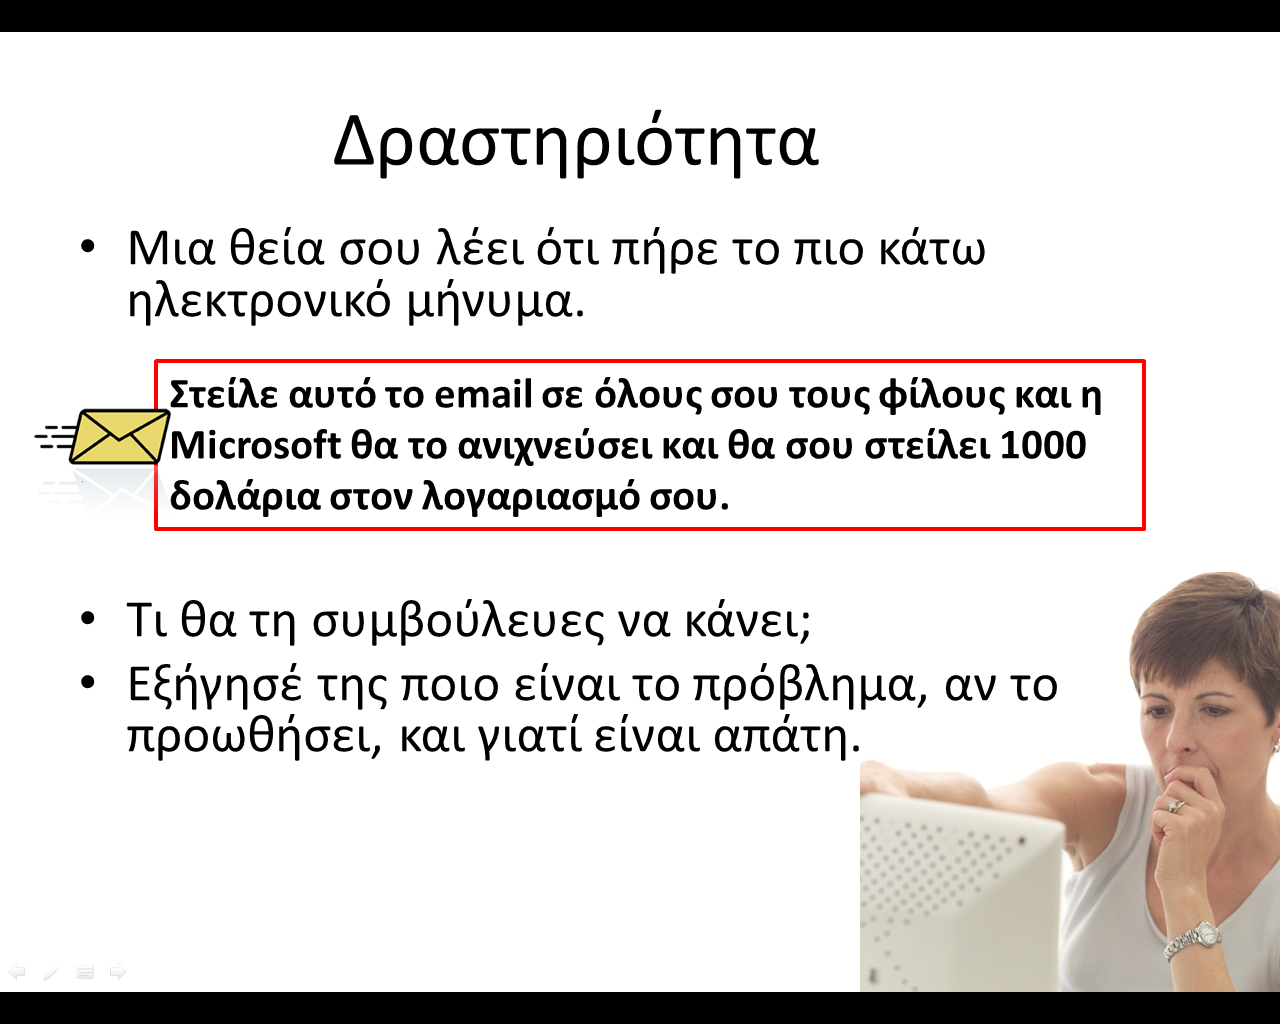 Δραστηριότητα
• Μια θεία σου λέει ότι πήρε το πιο κάτω
ηλεκτρονικό μήνυμα.
Στείλε αυτό το email σε όλους σου τους φίλους και η
Microsoft θα το ανιχνεύσει και θα σου στείλει 1000
δολάρια στον λογαριασμό σου.
• Τι θα τη συμβούλευες να κάνει;
• Εξήγησέ της ποιο είναι το πρόβλημα, αν το
προωθήσει, και γιατί είναι απάτη.